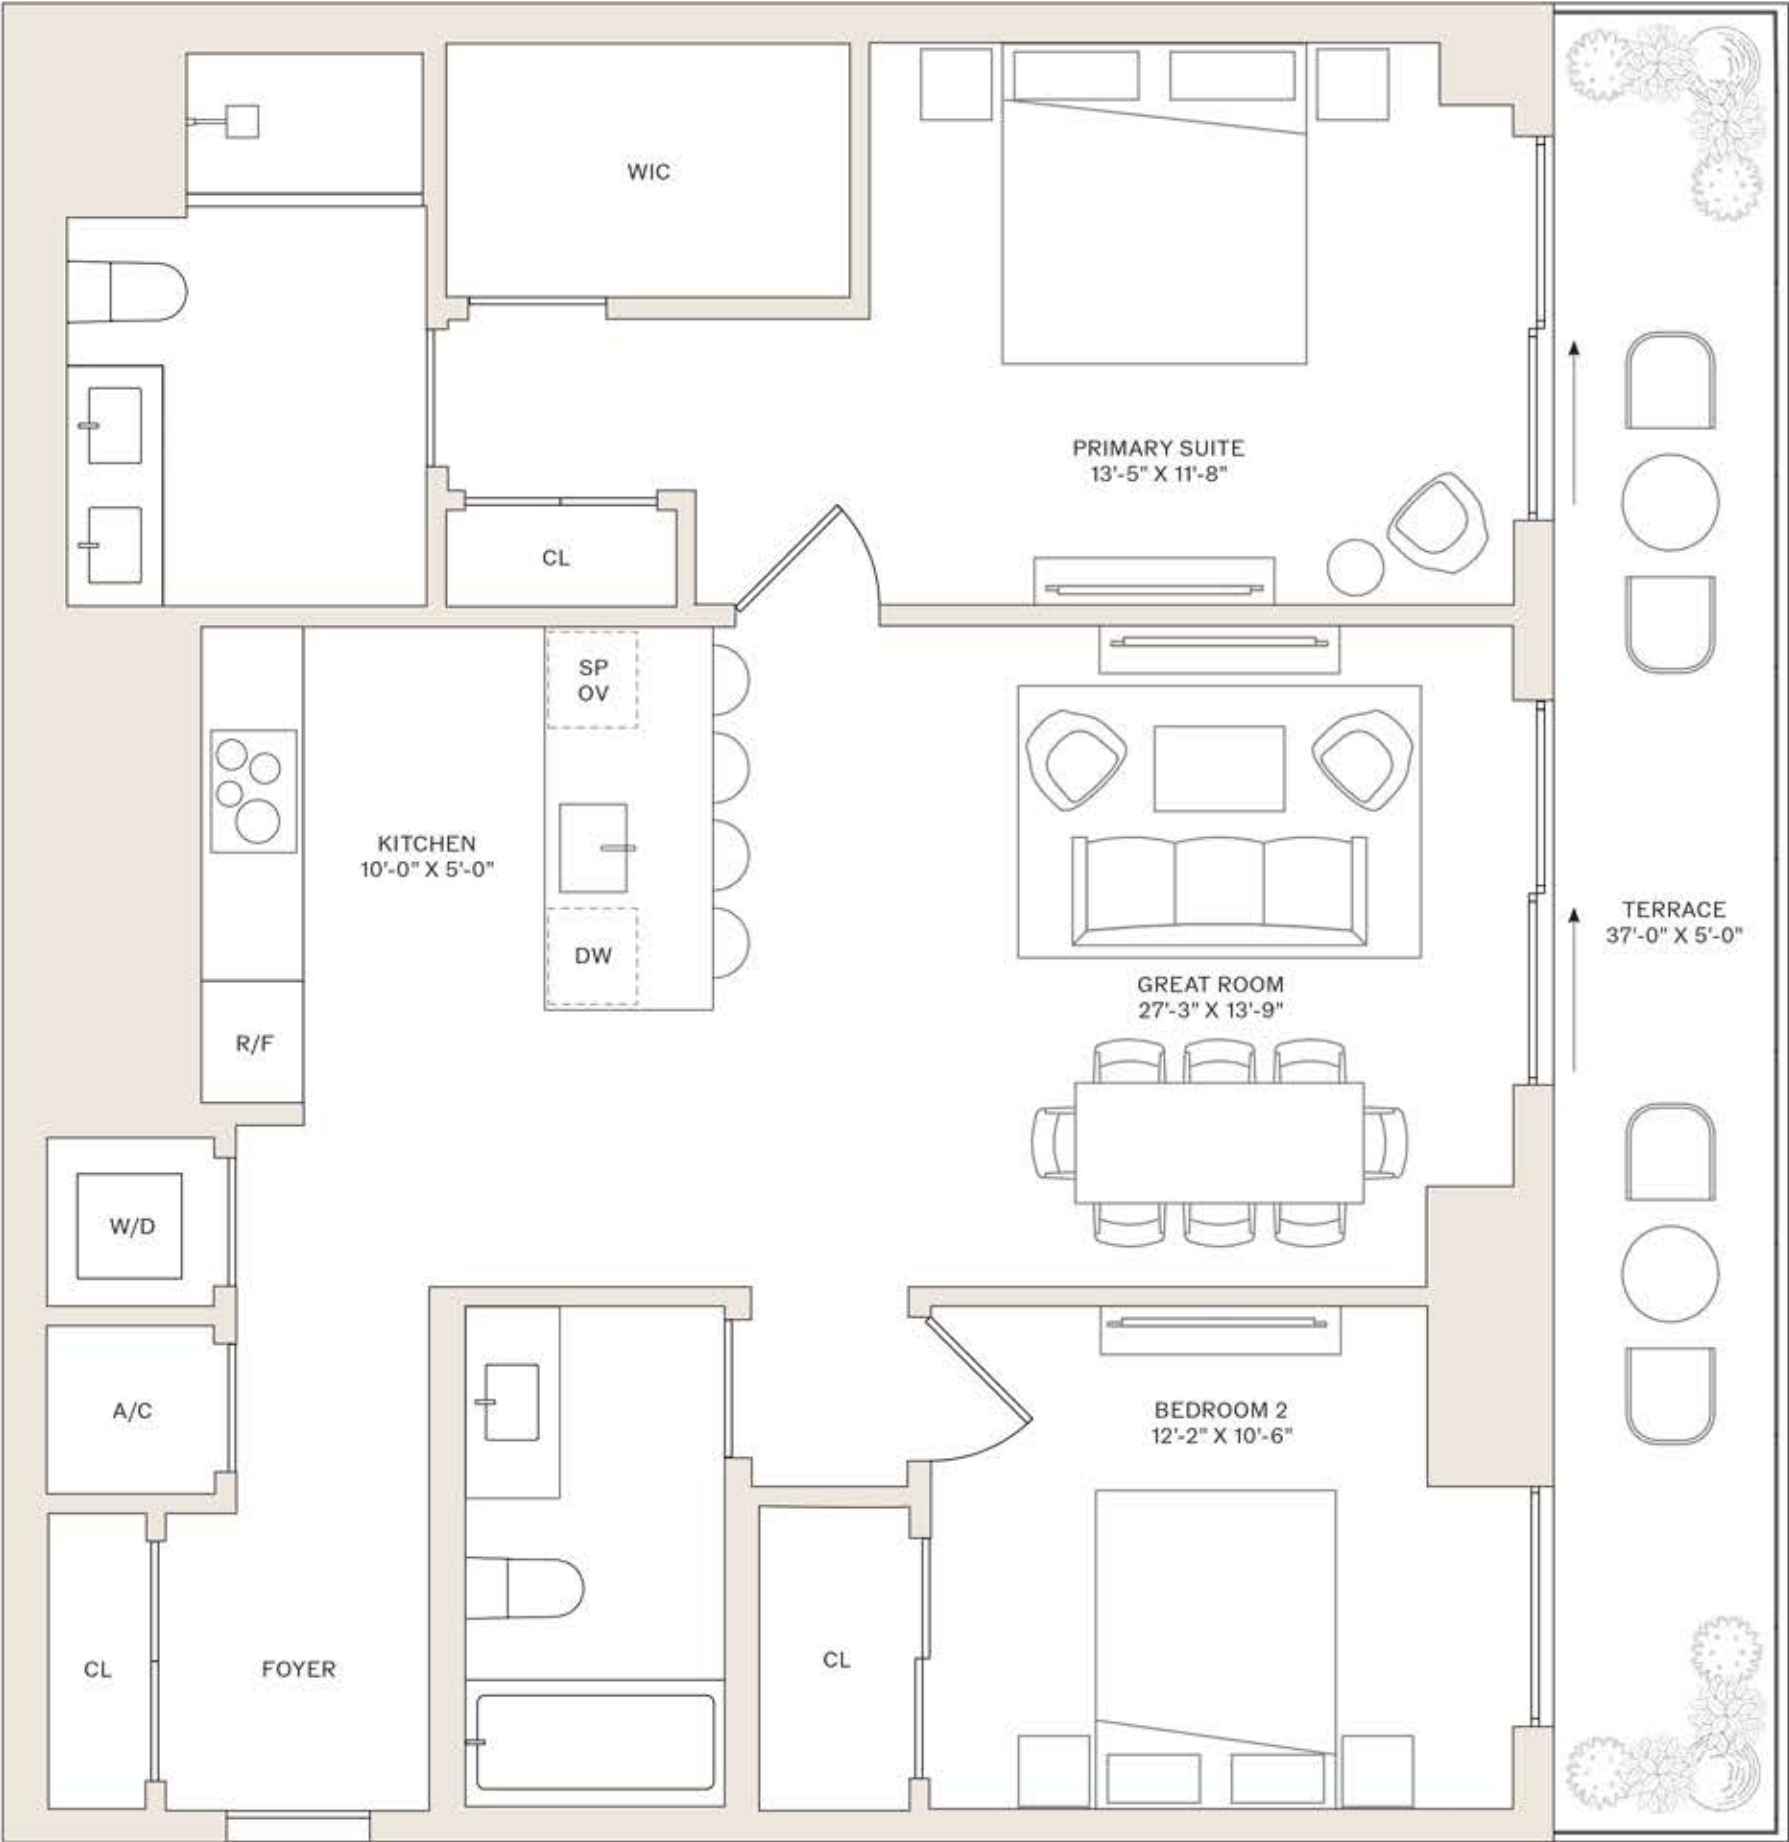 WIC
PRIMARY SUITE
13'-5" X 11'-8"
CL
SP
OV
KITCHEN
10'-0" X 5'-0"
DW
TERRACE
37'-0" X 5'-0"
GREAT ROOM
27'-3" X 13'-9"
R/F
W/D
A/C
BEDROOM 2
12'-2" X 10'-6"
CL
FOYER
CL